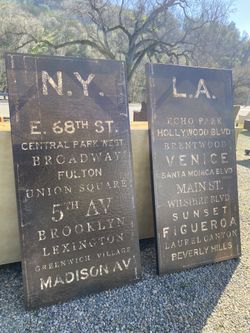 N.Y.
E. 68TH ST.
CENTRAL PARK WEST
BROADWAY
FULTON
UNION SQUARE
5TH AV
BROOKLYN
LEXINGTON
GREENWICH VILLAGE
MADISON AV
L.A.
ECHO PARK
HOLLYWOOD BLVD
BRENTWOOD
VENICE
SANTA MONICA BLVD
MAIN ST.
WILSHIRE BLVD
SUNSET
FIGUEROA
LAUREL CANYON
BEVERLY HILLS